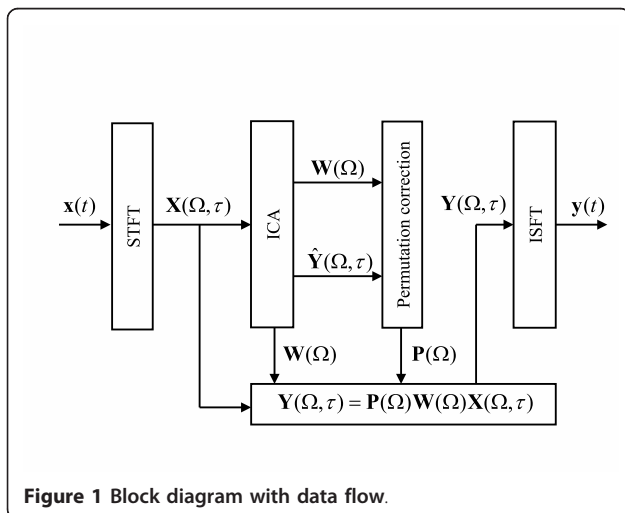 x(t)
STFT
X(Ω,τ)
ICA
W(Ω)
Ŷ(Ω,τ)
Permutation correction
Y(Ω,τ)
ISFT
y(t)
W(Ω)
P(Ω)
Y(Ω,τ) = P(Ω)W(Ω)X(Ω,τ)
Figure 1 Block diagram with data flow.